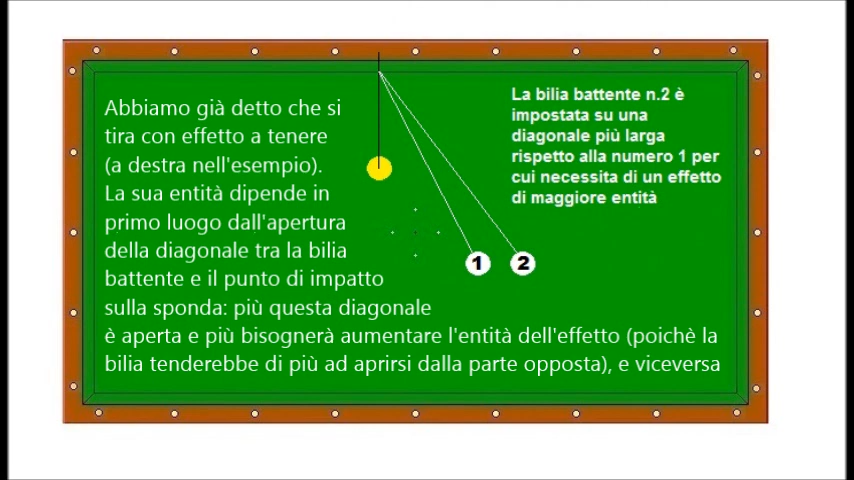 Abbiamo già detto che si
tira con effetto a tenere
(a destra nell'esempio).
La sua entità dipende in
primo luogo dall'apertura
della diagonale tra la bilia
battente e il punto di impatto
sulla sponda: più questa diagonale
è aperta e più bisognerà aumentare l'entità dell'effetto (poichè la
bilia tenderebbe di più ad aprirsi dalla parte opposta), e viceversa
La bilia battente n.2 è
impostata su una
diagonale più larga
rispetto alla numero 1 per
cui necessita di un effetto
di maggiore entità
1
2